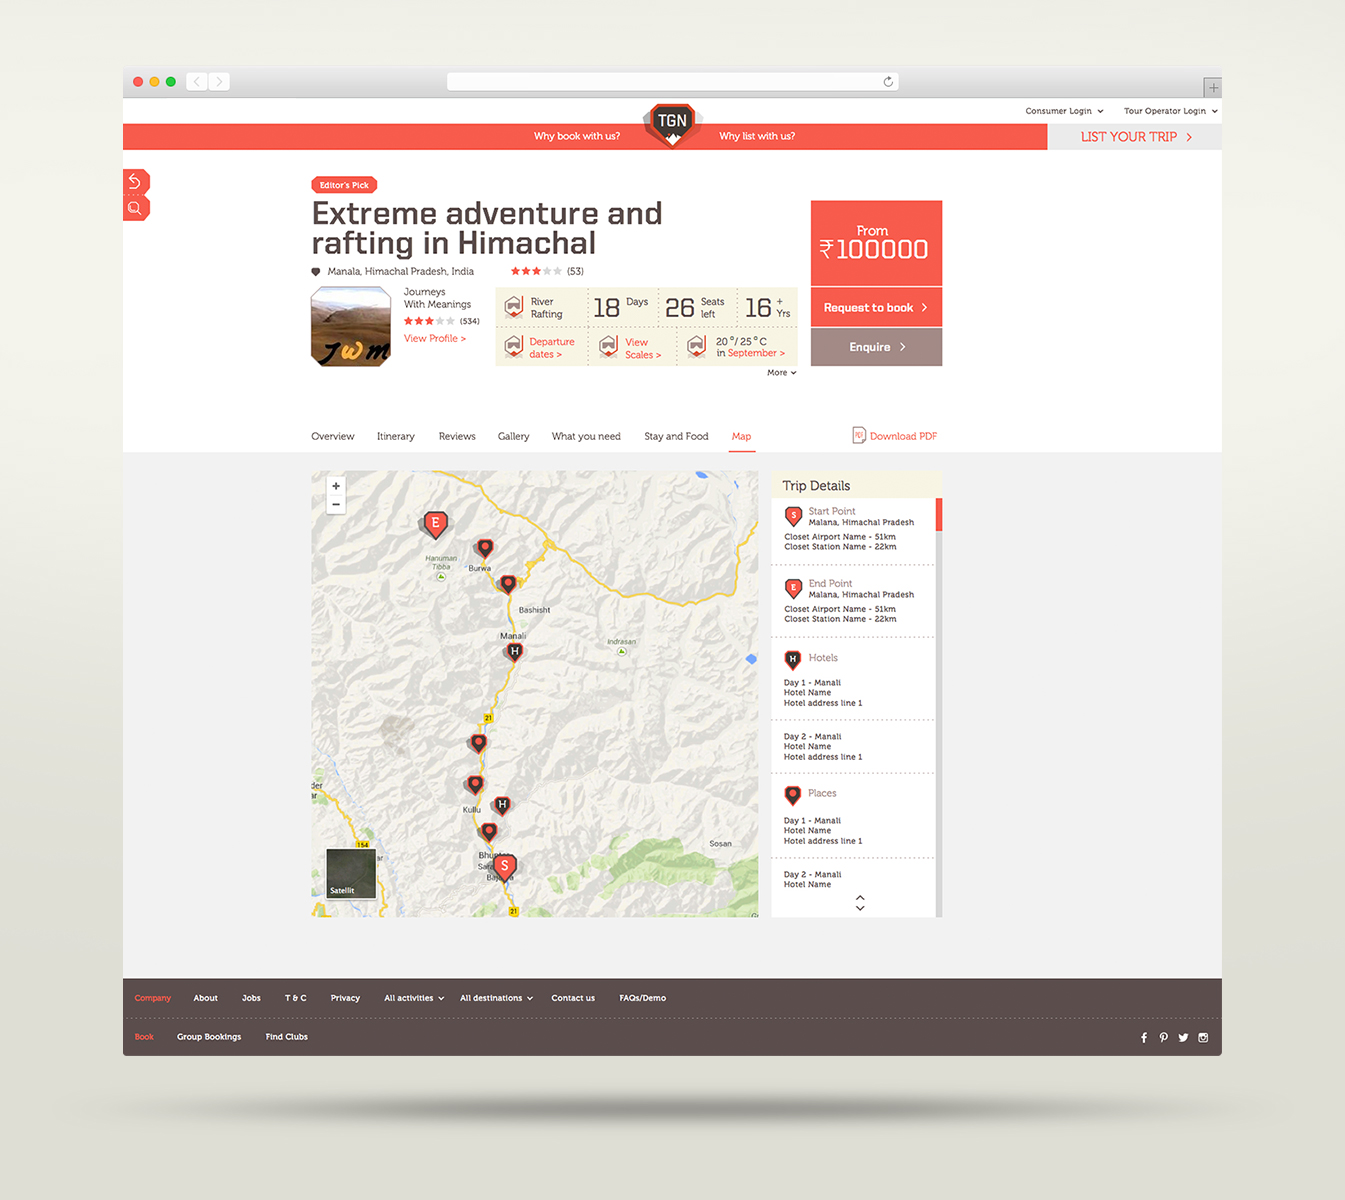 Consumer Login
Tour Operator Login
TGN
Why book with us?
Why list with us?
LIST YOUR TRIP
Editor's Pick
Extreme adventure and
rafting in Himachal
Manala, Himachal Pradesh, India
(53)
Journeys
With Meanings
(534)
View Profile >
JWM
River
Rafting
18 Days
26 Seats
left
16 +
Yrs
Departure
dates >
View
Scales >
20°/ 25°C
in September >
More
From
₹100000
Request to book
Enquire
Overview
Itinerary
Reviews
Gallery
What you need
Stay and Food
Map
PDF
Download PDF
+
−
E
Hanuman
Tibba
Burwa
Bashisht
Manali
H
Indrasan
21
der
ar
Kullu
H
154
ar
Sosan
S
21
Satellit
Trip Details
S
Start Point
Malana, Himachal Pradesh
Closet Airport Name - 51km
Closet Station Name - 22km
E
End Point
Malana, Himachal Pradesh
Closet Airport Name - 51km
Closet Station Name - 22km
H
Hotels
Day 1 - Manali
Hotel Name
Hotel address line 1
Day 2 - Manali
Hotel Name
Hotel address line 1
Places
Day 1 - Manali
Hotel Name
Hotel address line 1
Day 2 - Manali
Hotel Name
Company
About
Jobs
T & C
Privacy
All activities
All destinations
Contact us
FAQs/Demo
Book
Group Bookings
Find Clubs